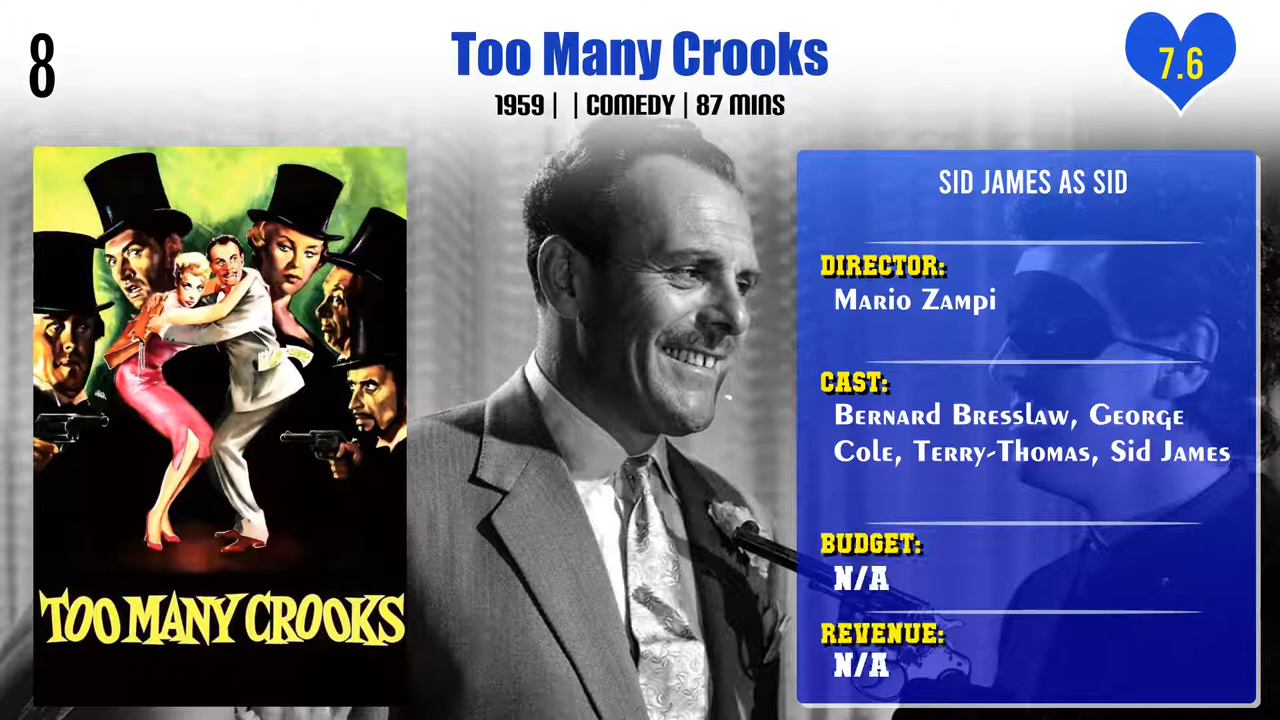 8
Too Many Crooks
7.6
1959 | | COMEDY | 87 MINS
SID JAMES AS SID
DIRECTOR:
Mario Zampi
CAST:
Bernard Bresslaw, George
Cole, Terry-Thomas, Sid James
BUDGET:
N/A
REVENUE:
N/A
TOO MANY CROOKS